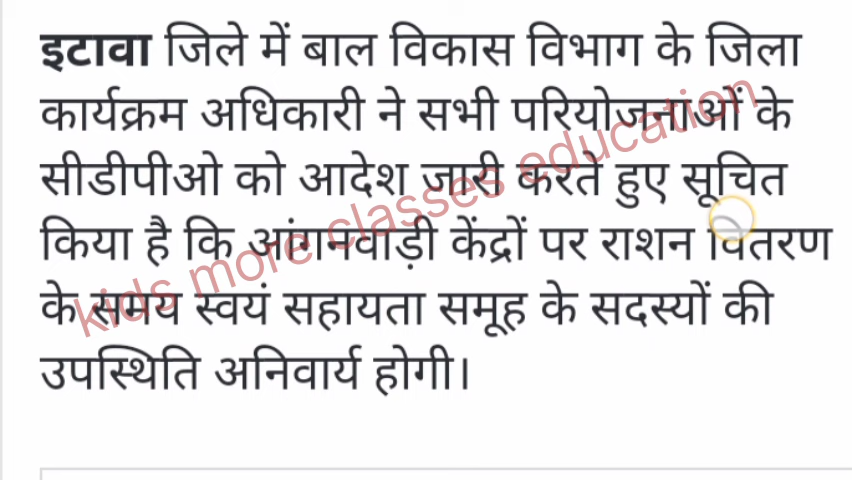 इटावा जिले में बाल विकास विभाग के जिला
कार्यक्रम अधिकारी ने सभी परियोजनाओं के
सीडीपीओ को आदेश जारी करते हुए सूचित
किया है कि आंगनवाड़ी केंद्रों पर राशन वितरण
के समय स्वयं सहायता समूह के सदस्यों की
उपस्थिति अनिवार्य होगी।
kids more classes education